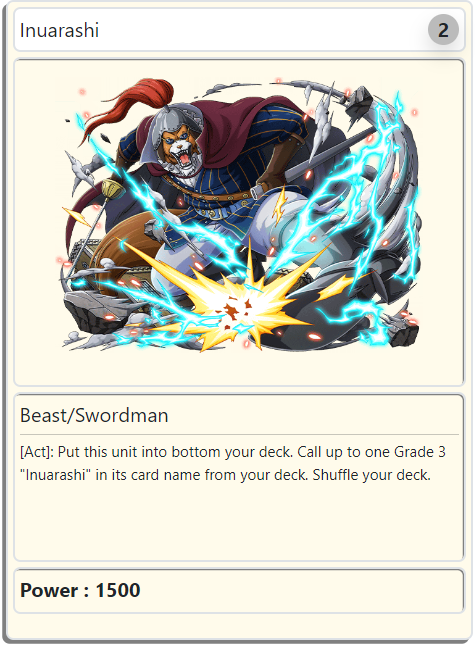 Inuarashi
2
Beast/Swordman
[Act]: Put this unit into bottom your deck. Call up to one Grade 3
"Inuarashi" in its card name from your deck. Shuffle your deck.
Power : 1500